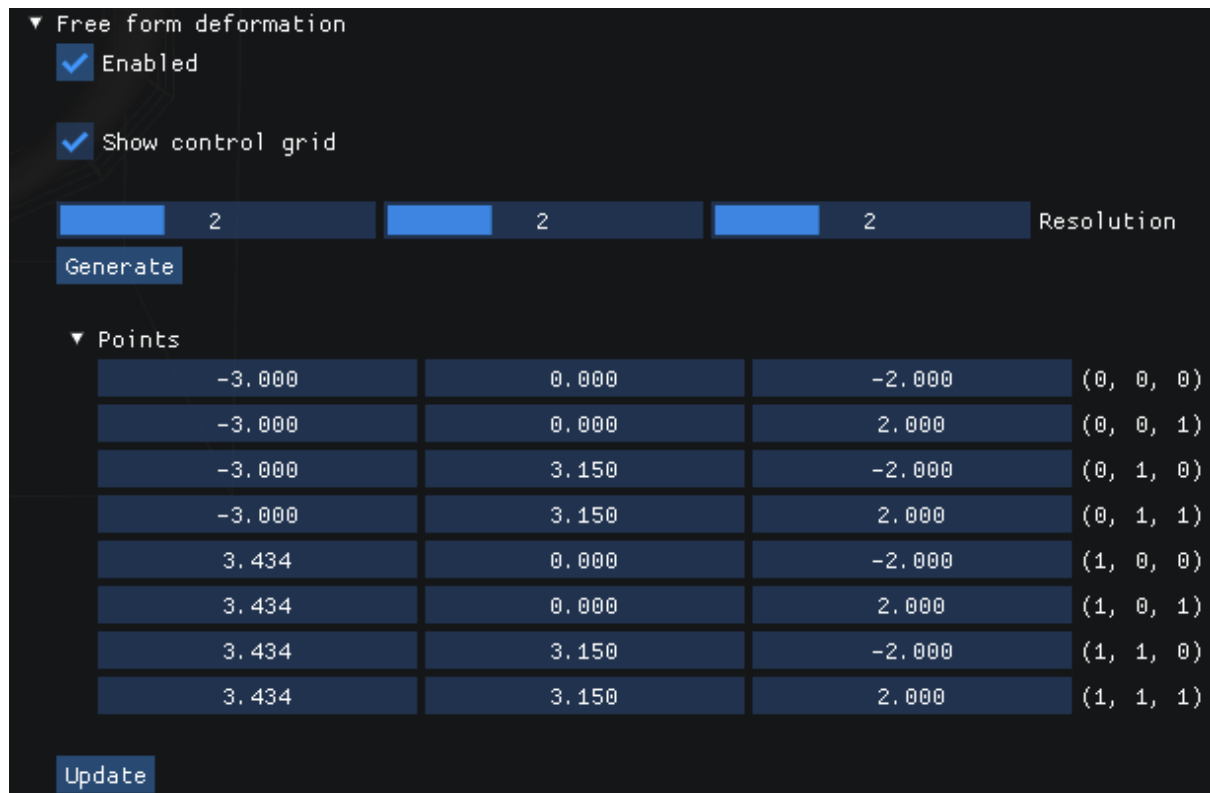 Free form deformation
Enabled
Show control grid
2 2 2 Resolution
Generate
Points
-3.000 0.000 -2.000 (0, 0, 0)
-3.000 0.000 2.000 (0, 0, 1)
-3.000 3.150 -2.000 (0, 1, 0)
-3.000 3.150 2.000 (0, 1, 1)
3.434 0.000 -2.000 (1, 0, 0)
3.434 0.000 2.000 (1, 0, 1)
3.434 3.150 -2.000 (1, 1, 0)
3.434 3.150 2.000 (1, 1, 1)
Update